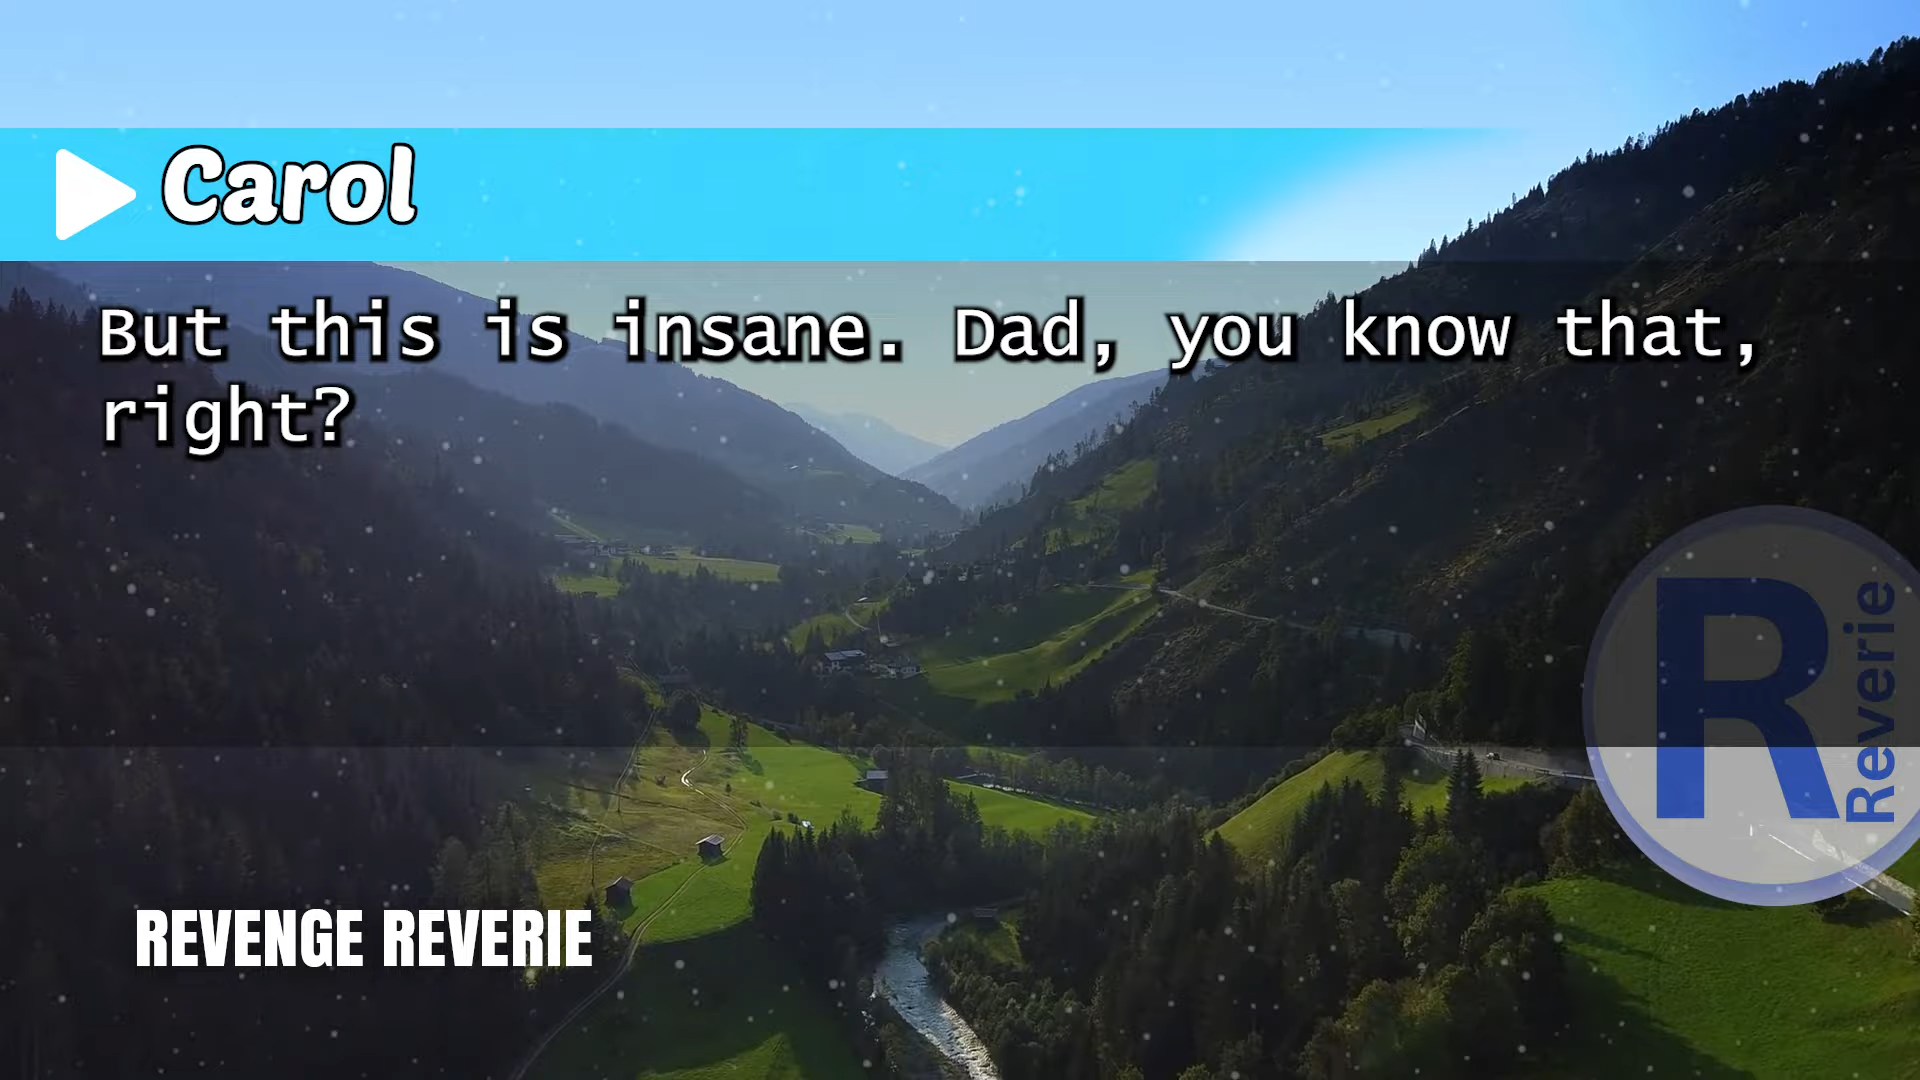 Carol
But this is insane. Dad, you know that,
right?
R
Reverie
REVENGE REVERIE